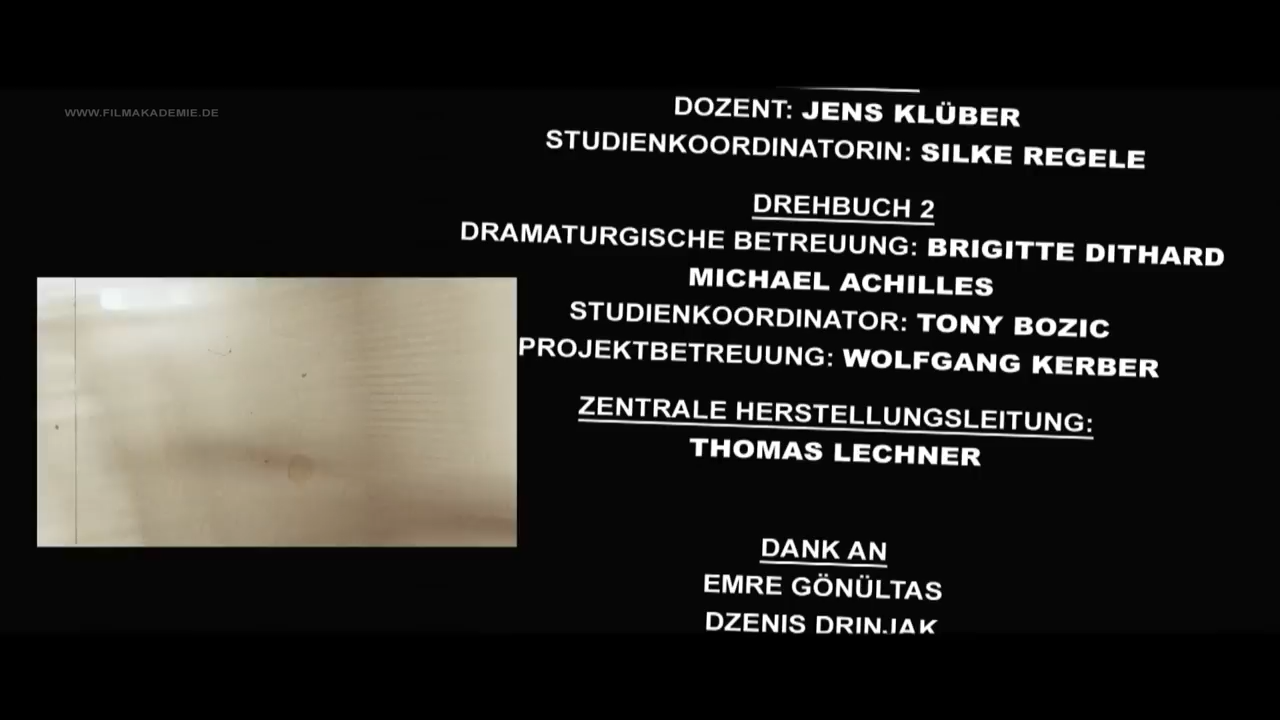 WWW.FILMAKADEMIE.DE
DOZENT: JENS KLÜBER
STUDIENKOORDINATORIN: SILKE REGELE
DREHBUCH 2
DRAMATURGISCHE BETREUUNG: BRIGITTE DITHARD
MICHAEL ACHILLES
STUDIENKOORDINATOR: TONY BOZIC
PROJEKTBETREUUNG: WOLFGANG KERBER
ZENTRALE HERSTELLUNGSLEITUNG:
THOMAS LECHNER
DANK AN
EMRE GÖNÜLTAS
DZENIS DRINJAK